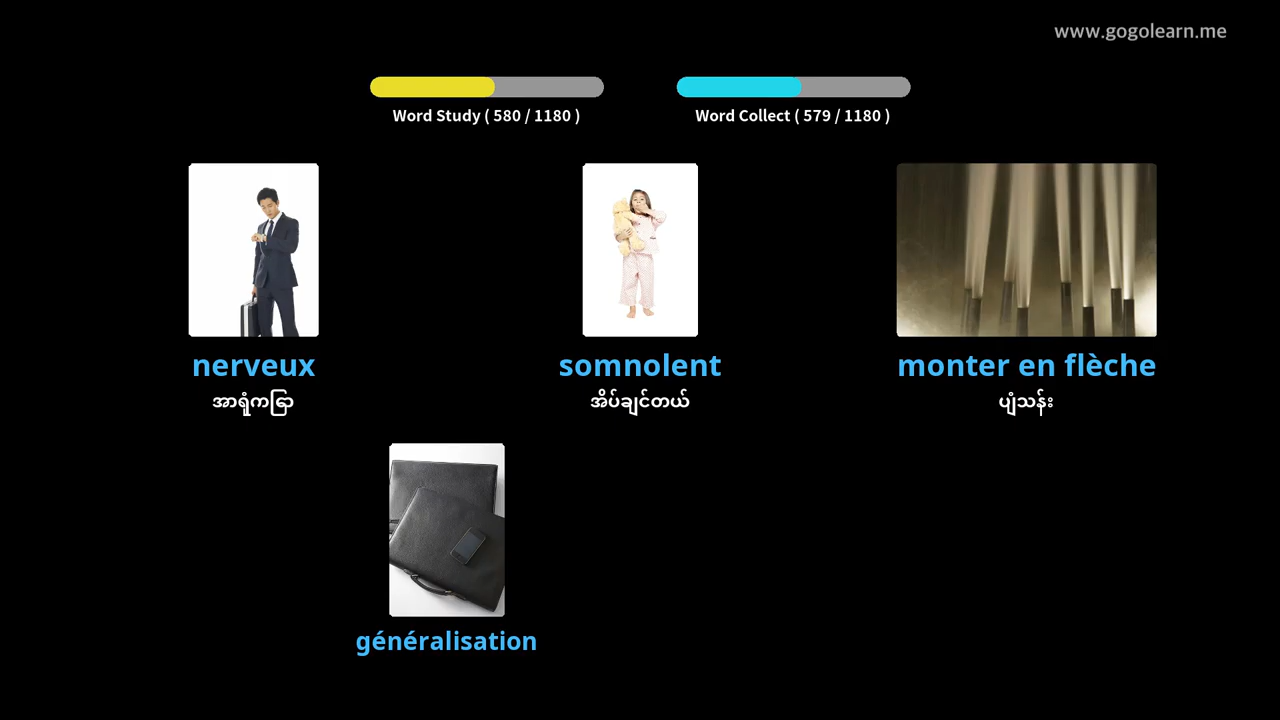 www.gogolearn.me
Word Study ( 580 / 1180 )
Word Collect ( 579 / 1180 )
nerveux
အာရုံကြော
somnolent
အိပ်ချင်တယ်
monter en flèche
ပျံသန်း
généralisation